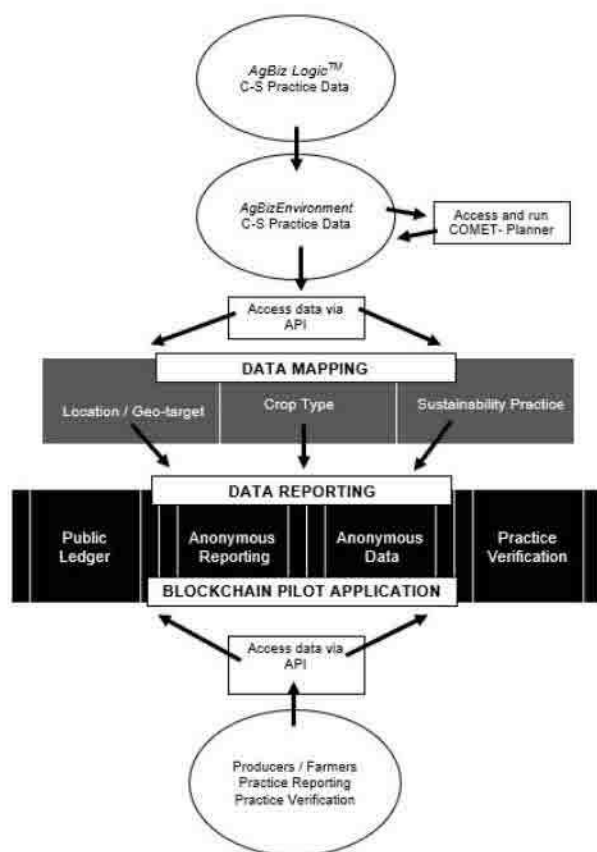 AgBiz Logic™
C-S Practice Data
AgBizEnvironment
C-S Practice Data
Access and run
COMET- Planner
Access data via
API
DATA MAPPING
Location / Geo-target
Crop Type
Sustainability Practice
DATA REPORTING
Public
Ledger
Anonymous
Reporting
Anonymous
Data
Practice
Verification
BLOCKCHAIN PILOT APPLICATION
Access data via
API
Producers / Farmers
Practice Reporting
Practice Verification